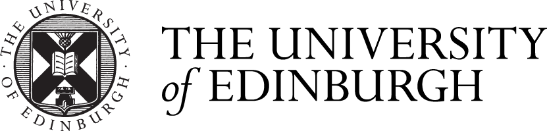 THE UNIVERSITY
OF EDINBURGH
THE UNIVERSITY
of EDINBURGH